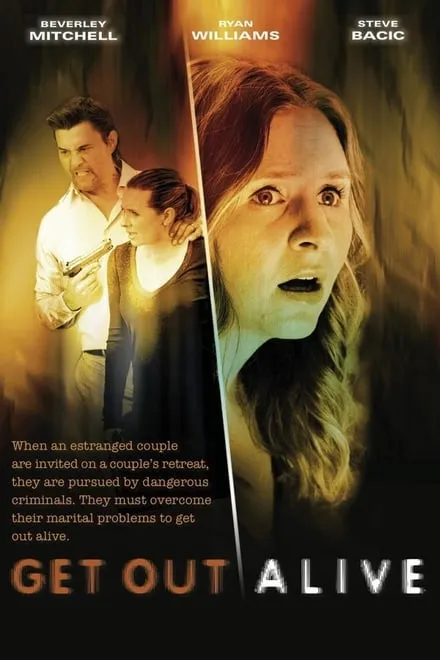 BEVERLEY
MITCHELL
RYAN
WILLIAMS
STEVE
BACIC
When an estranged couple
are invited on a couple's retreat,
they are pursued by dangerous
criminals. They must overcome
their marital problems to get
out alive.
GET OUT ALIVE